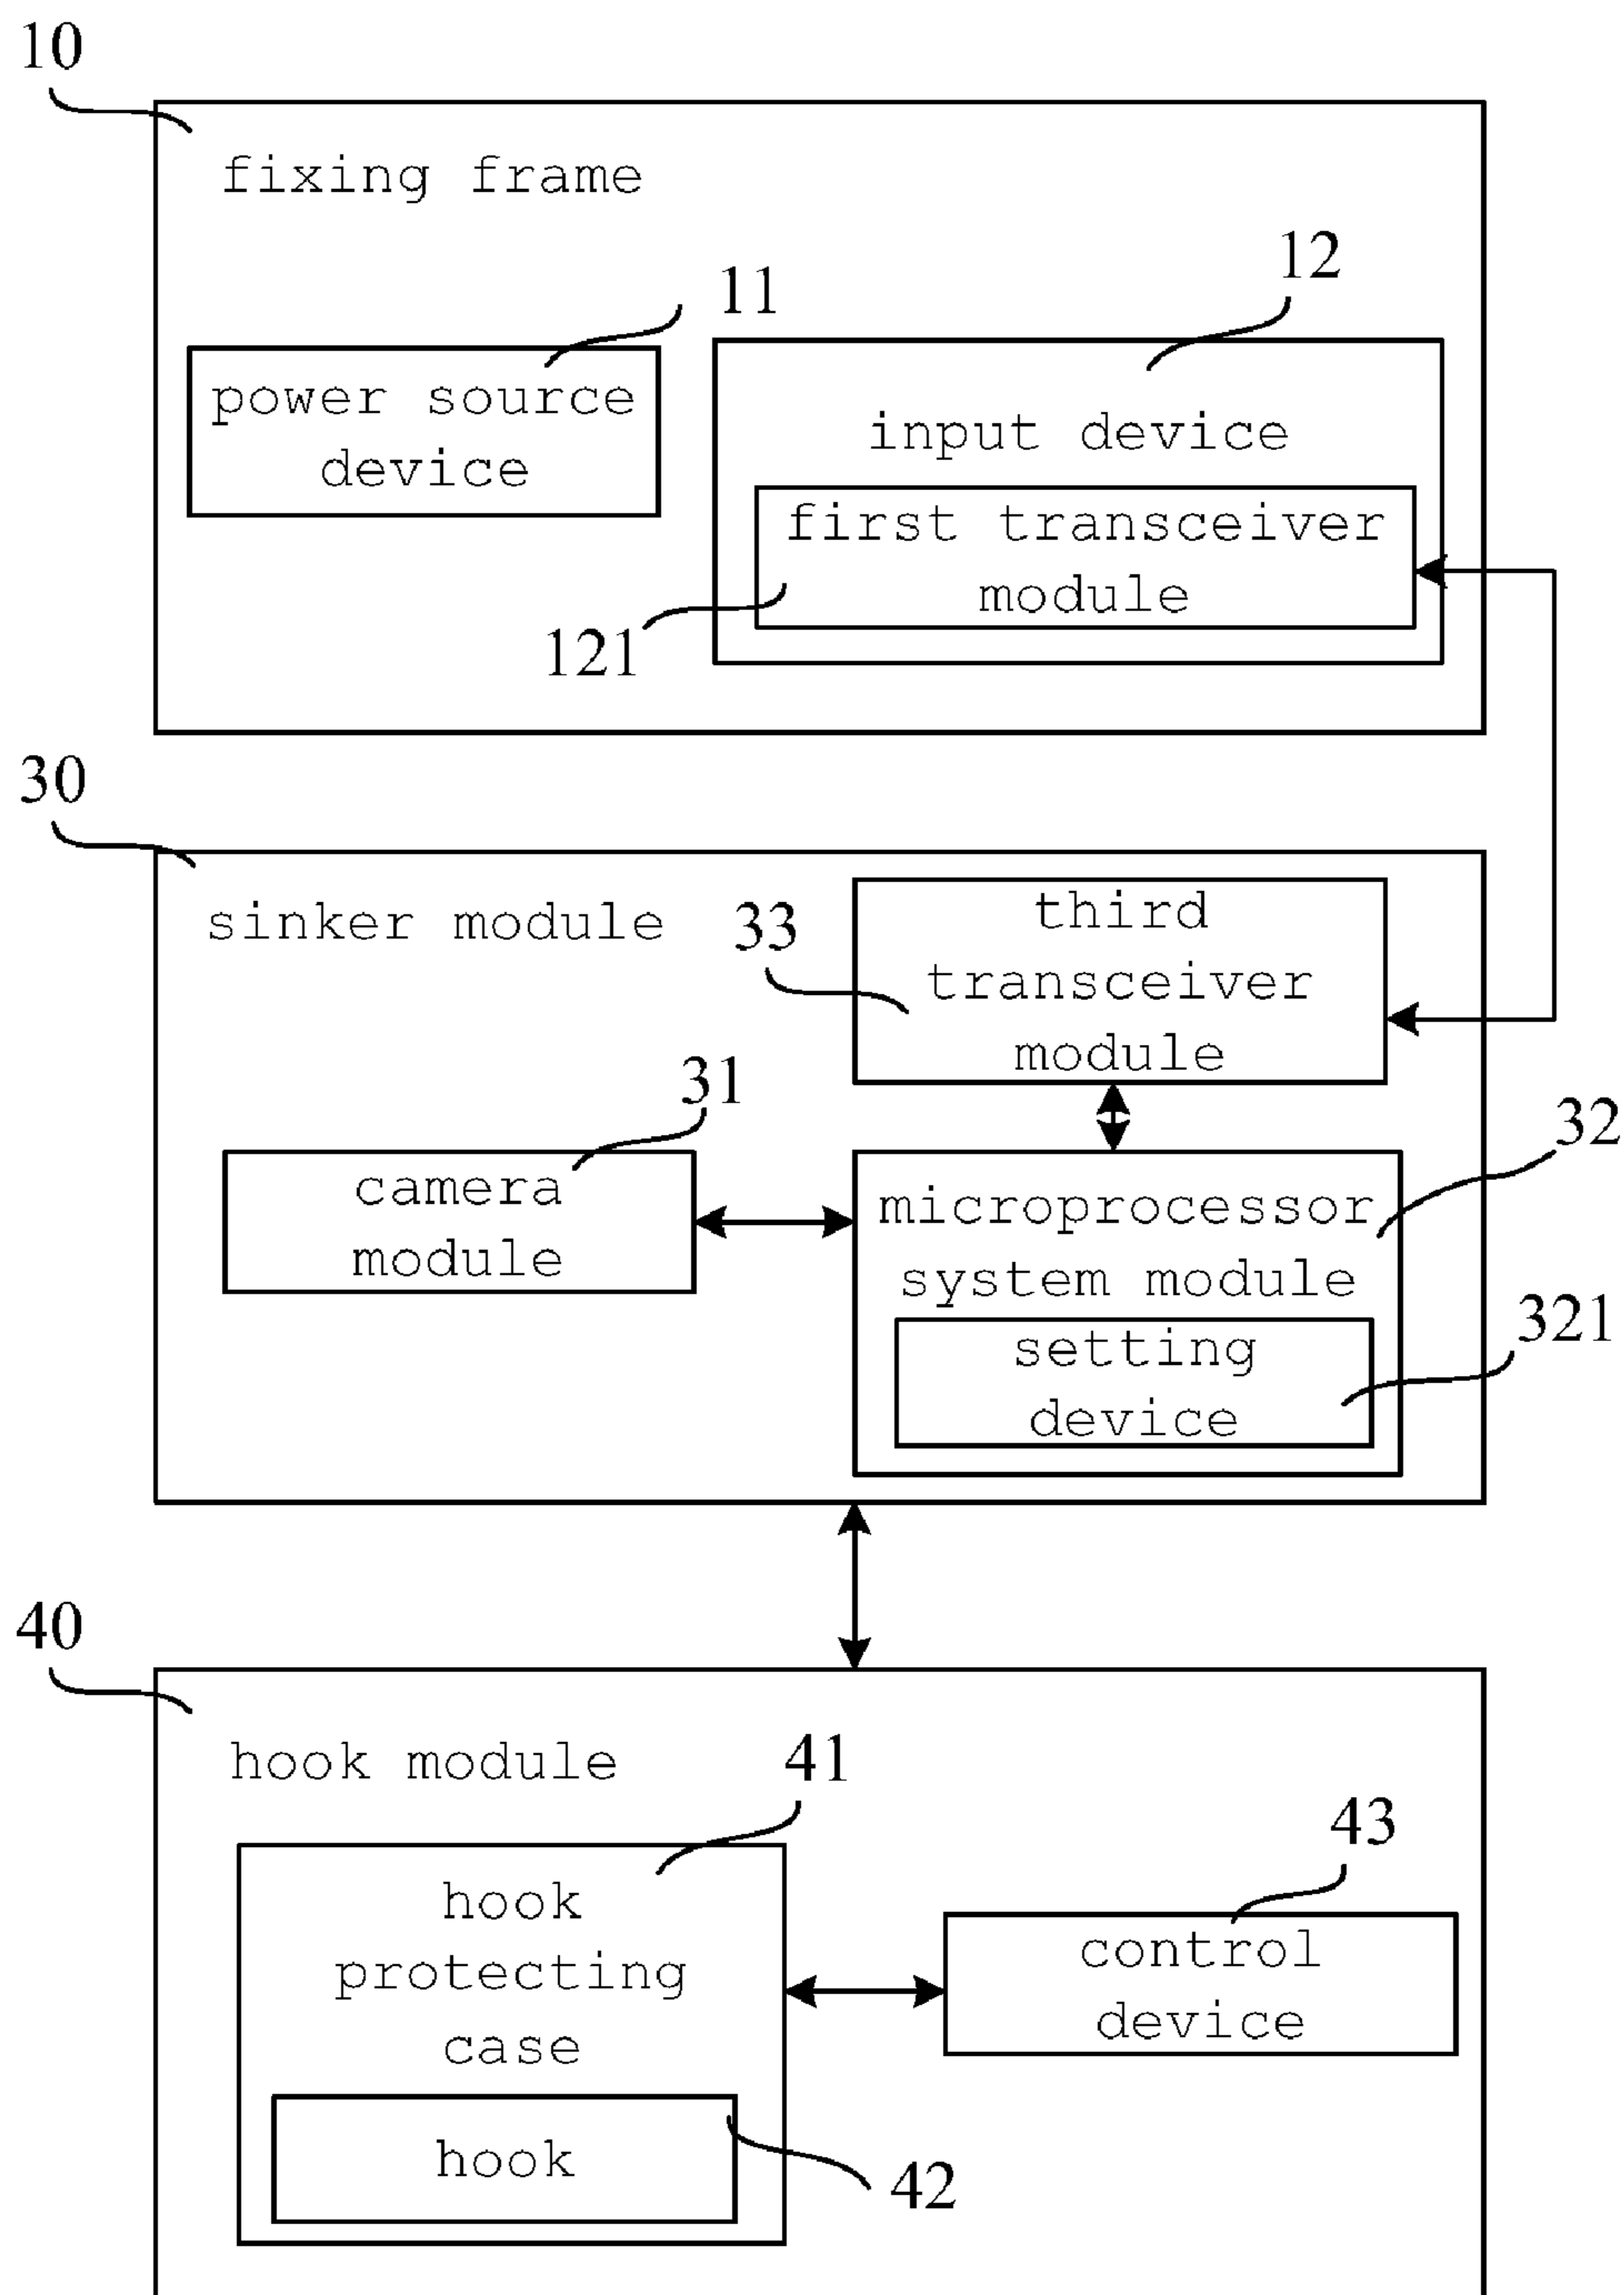 10
fixing frame
12
11
power source
device
input device
first transceiver
module
121
30
sinker module
third
transceiver
module
33
31
camera
module
32
microprocessor
system module
321
setting
device
40
hook module
41
43
hook
protecting
case
control
device
hook
42